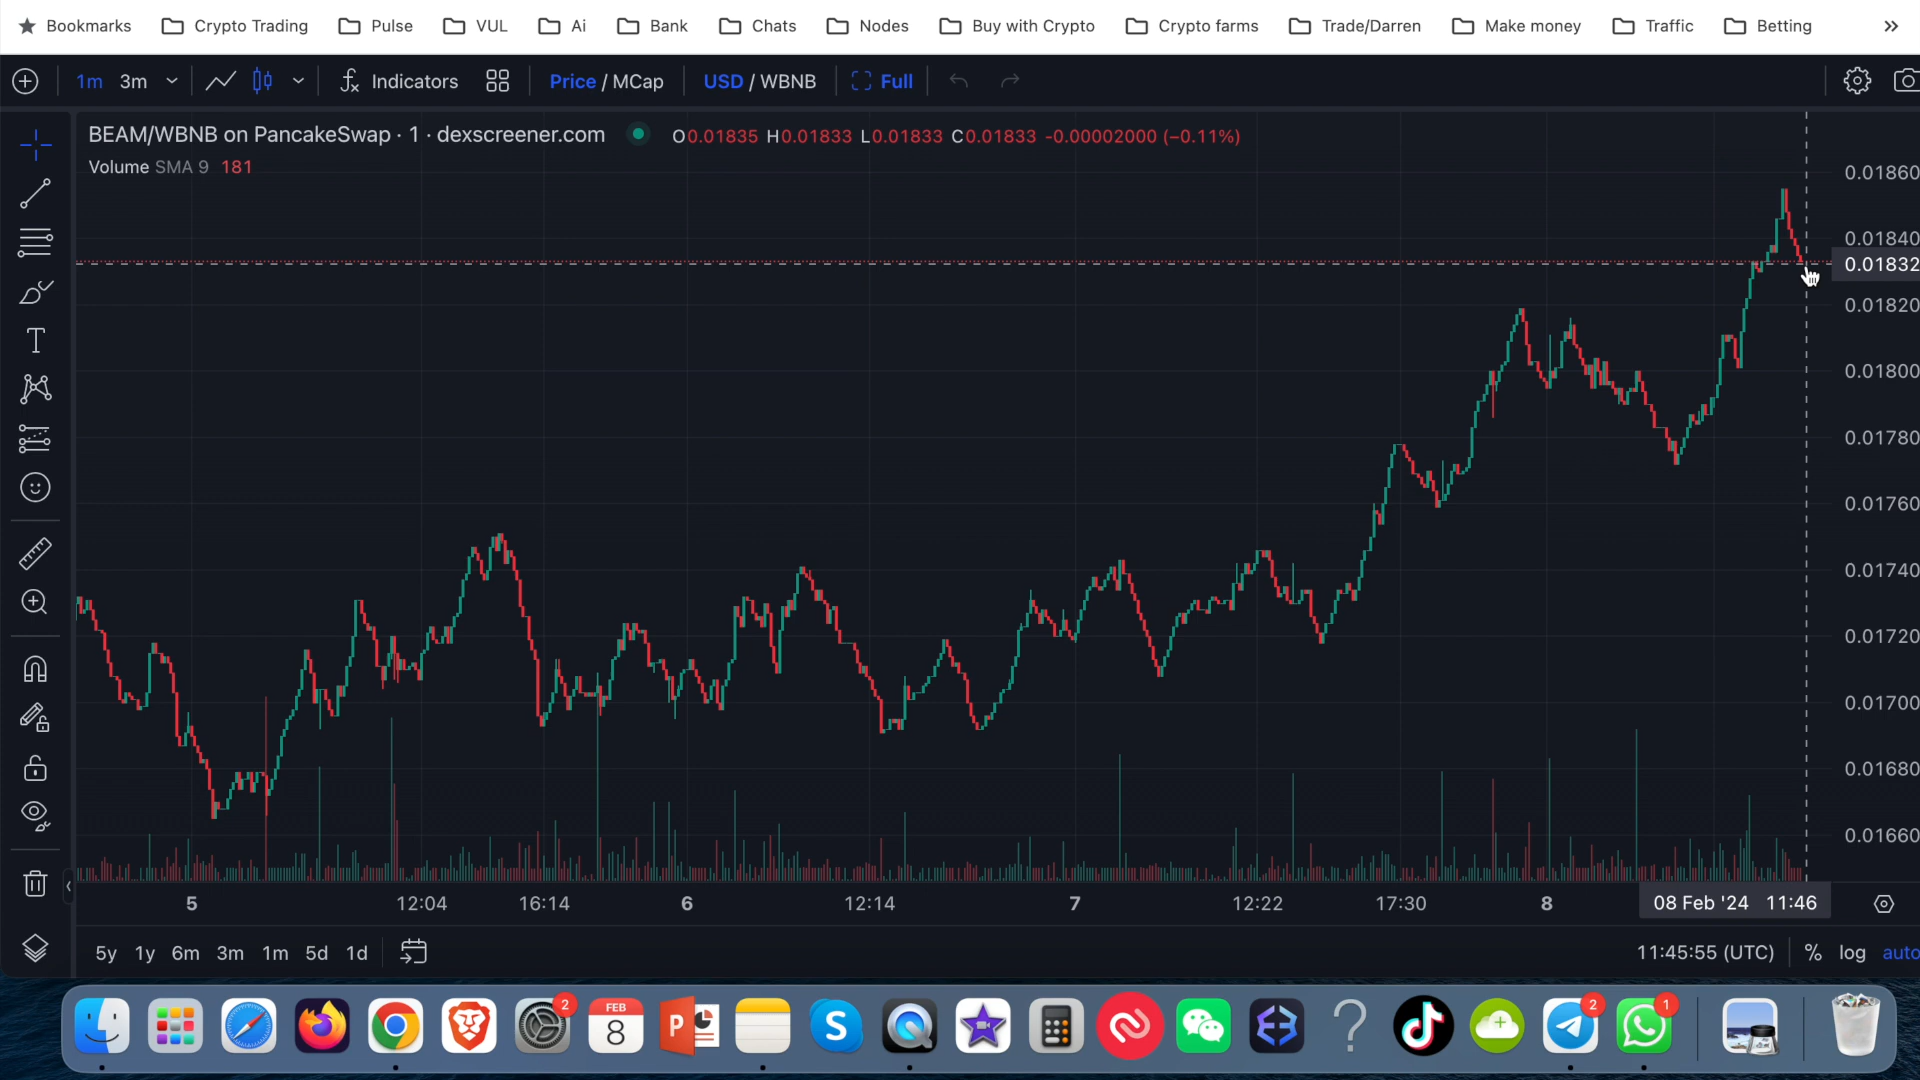 Bookmarks Crypto Trading Pulse VUL Ai Bank Chats Nodes Buy with Crypto Crypto farms Trade/Darren Make money Traffic Betting »
1m 3m fx Indicators Price / MCap USD / WBNB Full
BEAM/WBNB on PancakeSwap · 1 · dexscreener.com O0.01835 H0.01833 L0.01833 C0.01833 -0.00002000 (−0.11%)
Volume SMA 9 181
0.01860
0.01840
0.01832
0.01820
0.01800
0.01780
0.01760
0.01740
0.01720
0.01700
0.01680
0.01660
5 12:04 16:14 6 12:14 7 12:22 17:30 8 08 Feb '24 11:46
5y 1y 6m 3m 1m 5d 1d 11:45:55 (UTC) % log auto
2 FEB 8 P S ? 2 1